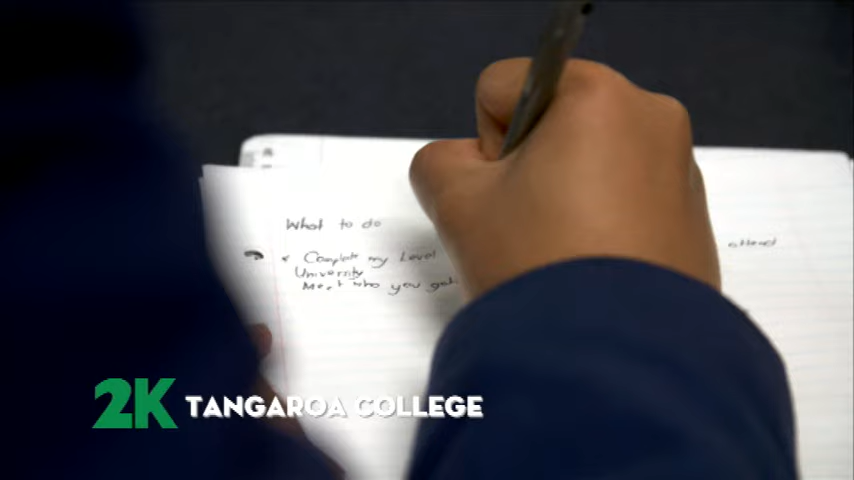 What to do
Complete my Level
attend
University
Meet who you
2K TANGAROA COLLEGE